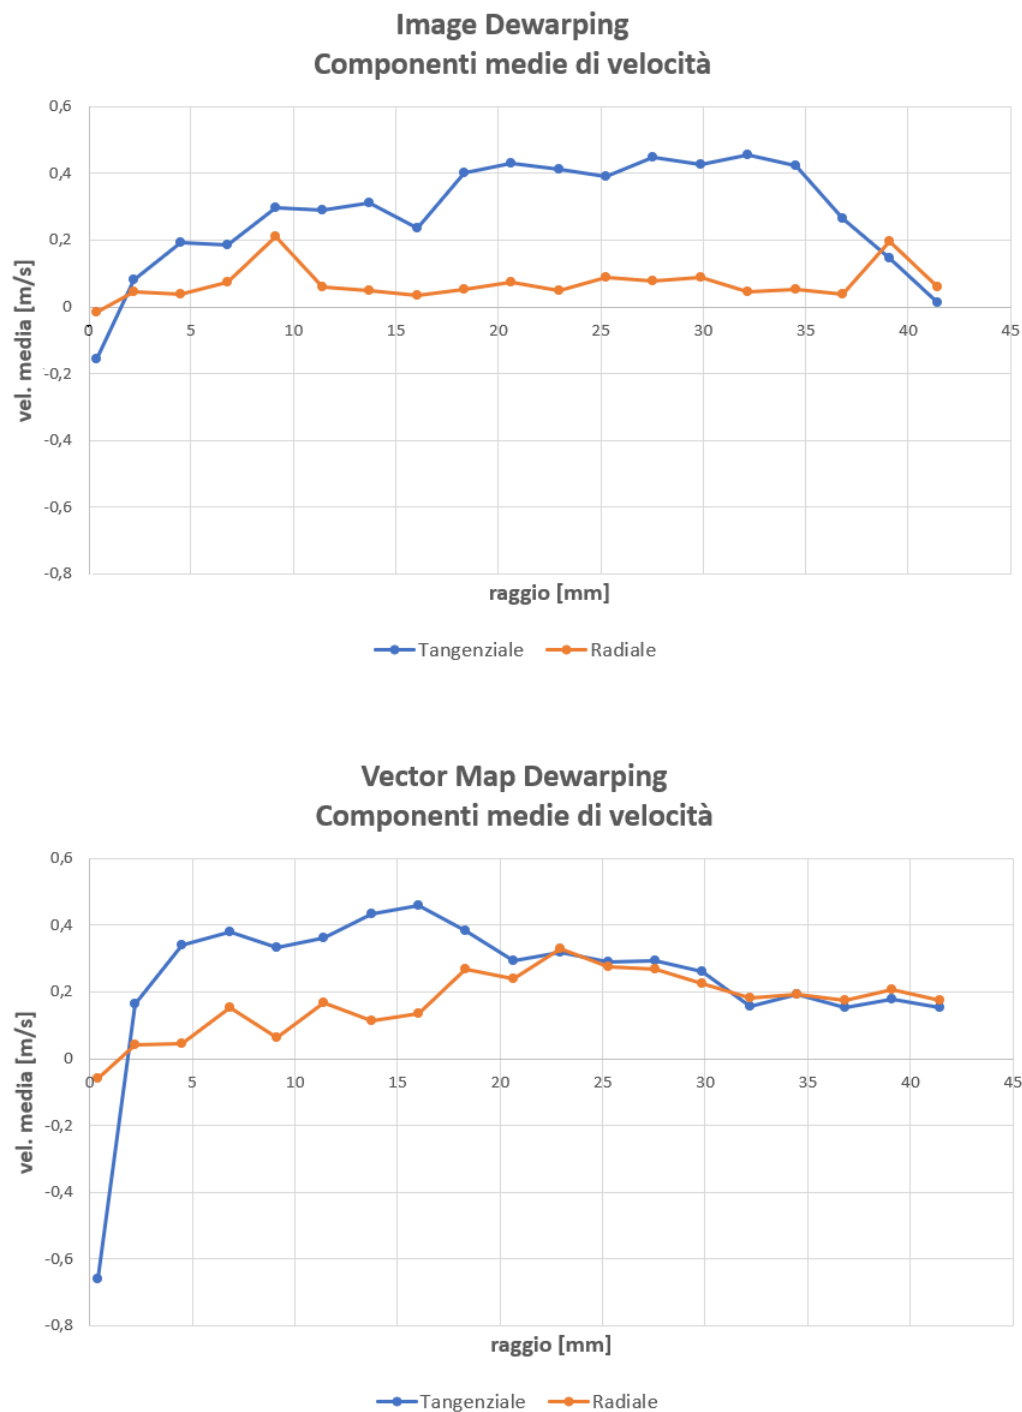 Image Dewarping
Componenti medie di velocità
0,6
0,4
0,2
0
-0,2
-0,4
-0,6
-0,8
0 5 10 15 20 25 30 35 40 45
vel. media [m/s]
raggio [mm]
Tangenziale Radiale
Vector Map Dewarping
Componenti medie di velocità
0,6
0,4
0,2
0
-0,2
-0,4
-0,6
-0,8
0 5 10 15 20 25 30 35 40 45
vel. media [m/s]
raggio [mm]
Tangenziale Radiale